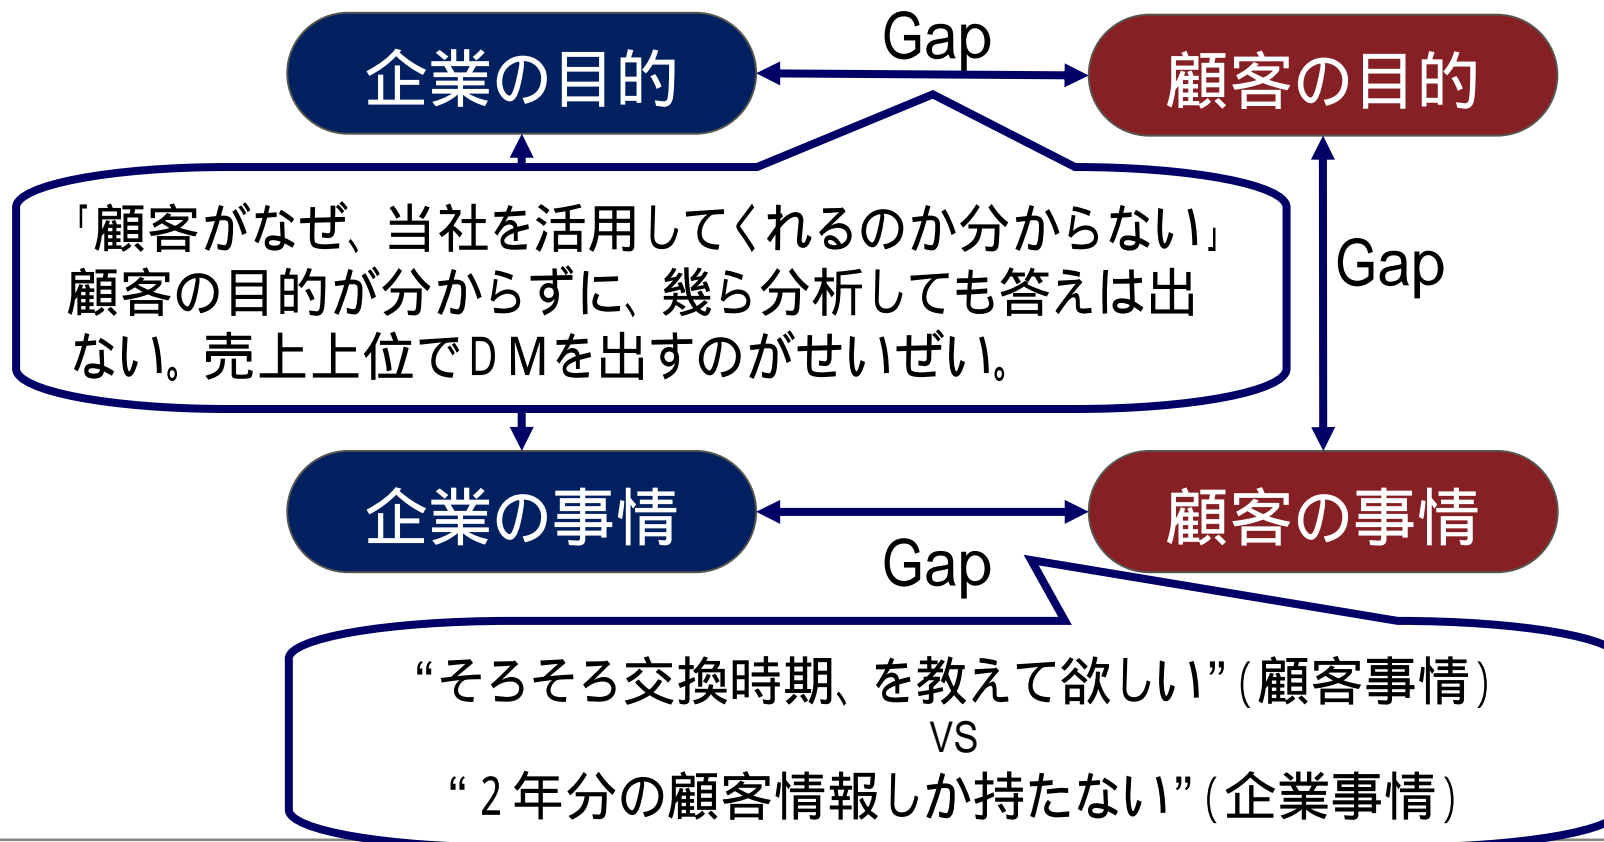 Gap
企業の目的
顧客の目的
「顧客がなぜ、当社を活用してくれるのか分からない」
顧客の目的が分からずに、幾ら分析しても答えは出
ない。売上上位でDMを出すのがせいぜい。
Gap
企業の事情
顧客の事情
Gap
“そろそろ交換時期、を教えて欲しい”(顧客事情)
VS
“2年分の顧客情報しか持たない”(企業事情)